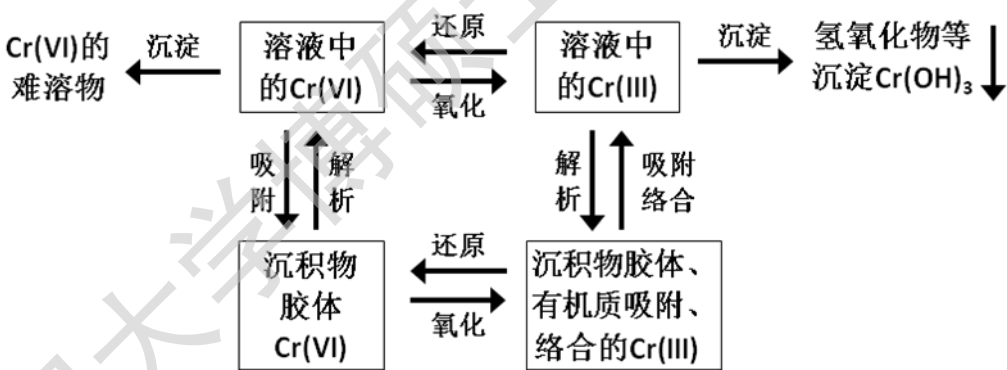 Cr(VI)的
难溶物
沉淀
溶液中
的Cr(VI)
还原
氧化
溶液中
的Cr(III)
沉淀
氢氧化物等
沉淀Cr(OH)₃
吸
附
解
析
解
析
吸附
络合
沉积物
胶体
Cr(VI)
还原
氧化
沉积物胶体、
有机质吸附、
络合的Cr(III)
大学博硕